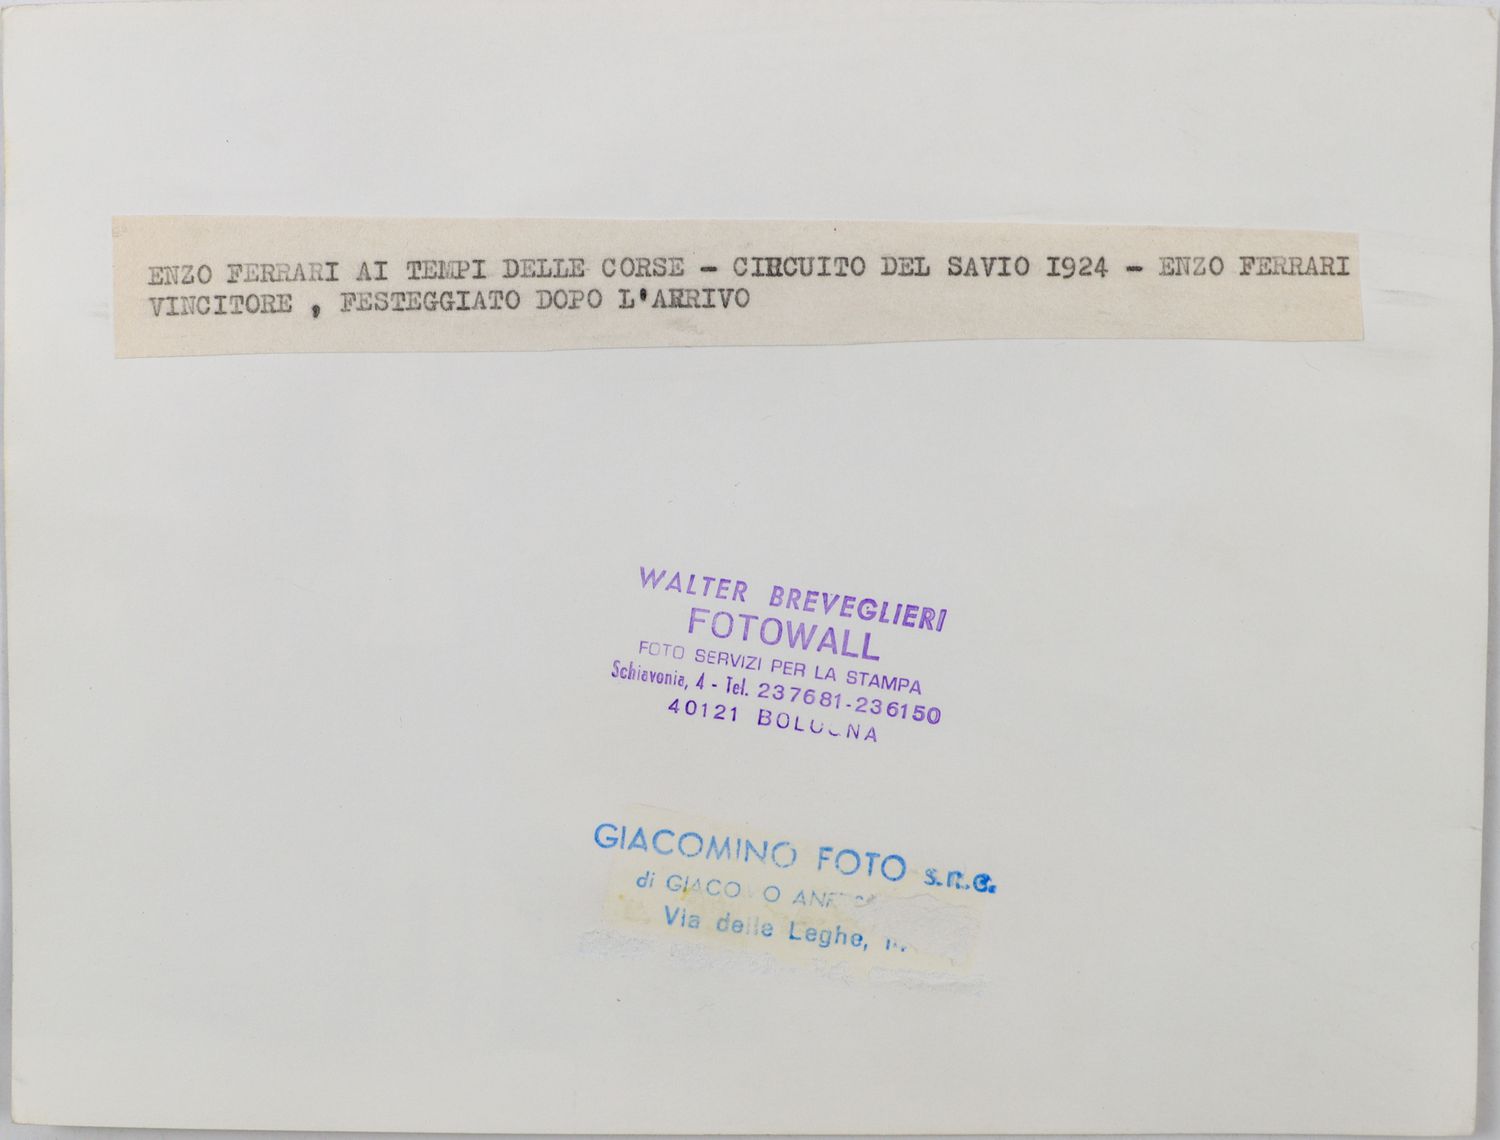 ENZO FERRARI AI TEMPI DELLE CORSE - CIRCUITO DEL SAVIO 1924 - ENZO FERRARI
VINCITORE , FESTEGGIATO DOPO L'ARRIVO
WALTER BREVEGLIERI
FOTOWALL
FOTO SERVIZI PER LA STAMPA
Schiavonia, 4 - Tel. 237681-236150
40121 BOLOGNA
GIACOMINO FOTO s.n.c.
di
Via delle Leghe,